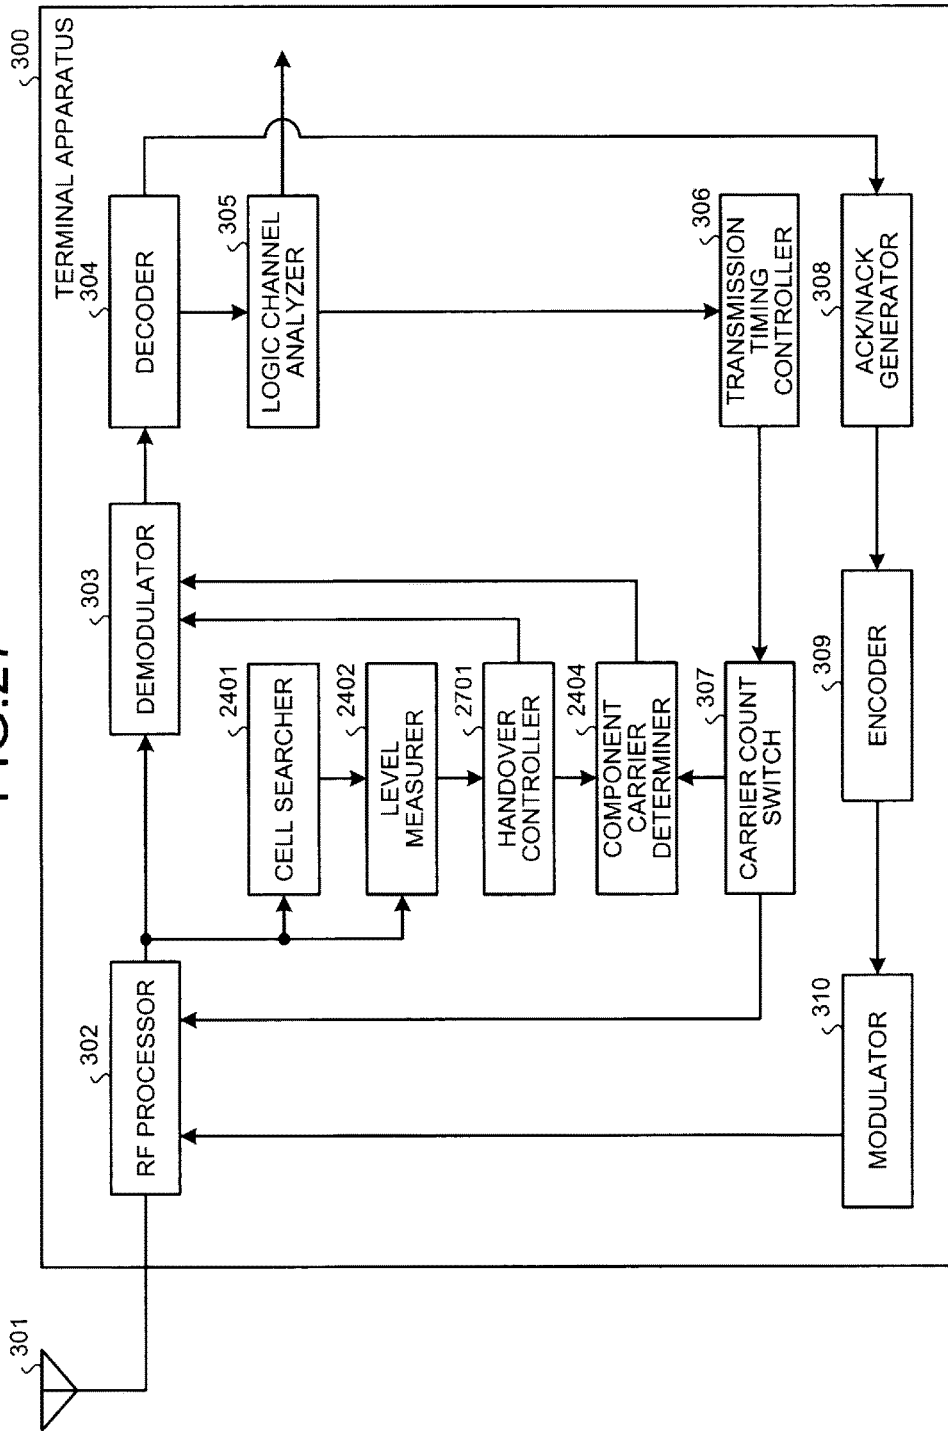 FIG.27
301
300
TERMINAL APPARATUS
302
RF PROCESSOR
303
DEMODULATOR
304
DECODER
2401
CELL SEARCHER
305
LOGIC CHANNEL
ANALYZER
2402
LEVEL
MEASURER
2701
HANDOVER
CONTROLLER
2404
COMPONENT
CARRIER
DETERMINER
307
CARRIER COUNT
SWITCH
306
TRANSMISSION
TIMING
CONTROLLER
310
MODULATOR
309
ENCODER
308
ACK/NACK
GENERATOR